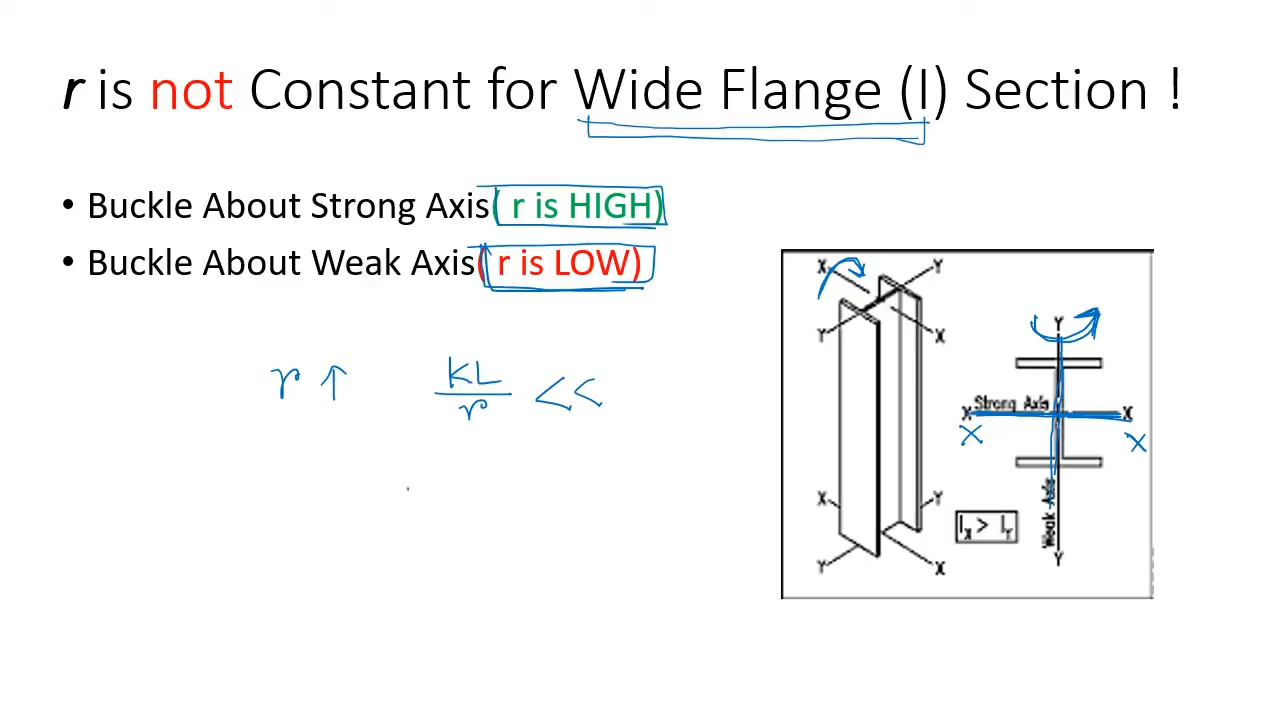 r is not Constant for Wide Flange (I) Section !
• Buckle About Strong Axis( r is HIGH)
• Buckle About Weak Axis( r is LOW)
r ↑
KL
r
<<
X
Y
Y
X
X
Y
Y
X
Y
Strong Axis
X
X
X
X
Weak Axis
Y
Ix > IY